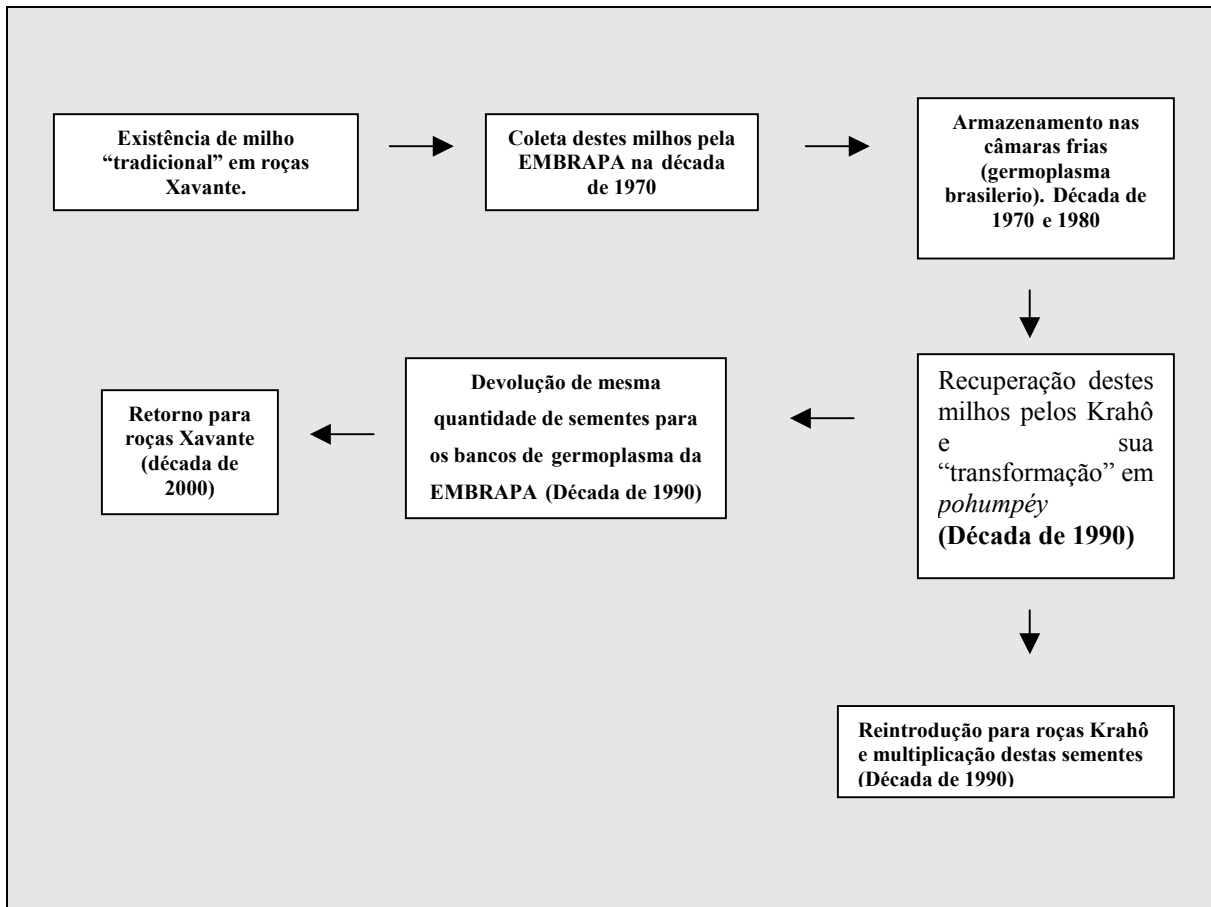 Existência de milho
“tradicional” em roças
Xavante.
Coleta destes milhos pela
EMBRAPA na década
de 1970
Armazenamento nas
câmaras frias
(germoplasma
brasilerio). Década de
1970 e 1980
Recuperação destes
milhos pelos Krahô
e sua
“transformação” em
pohumpéy
(Década de 1990)
Devolução de mesma
quantidade de sementes para
os bancos de germoplasma da
EMBRAPA (Década de 1990)
Retorno para
roças Xavante
(década de
2000)
Reintrodução para roças Krahô
e multiplicação destas sementes
(Década de 1990)